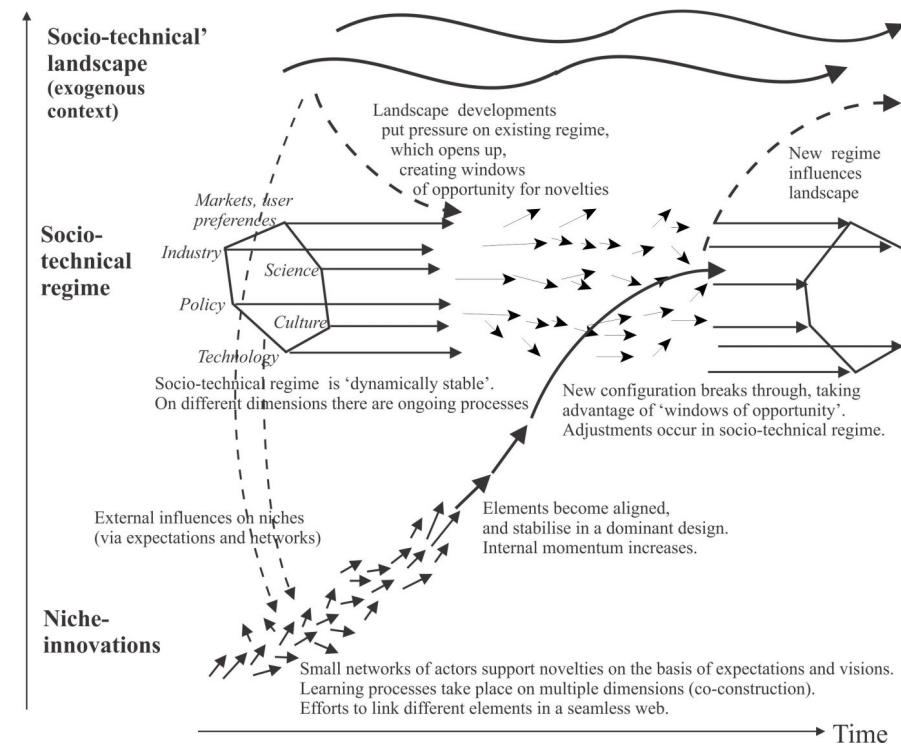 Socio-technical’
landscape
(exogenous
context)
Landscape developments
put pressure on existing regime,
which opens up,
creating windows
of opportunity for novelties
New regime
influences
landscape
Socio-
technical
regime
Markets, user
preferences
Industry
Science
Policy
Culture
Technology
Socio-technical regime is ‘dynamically stable’.
On different dimensions there are ongoing processes
New configuration breaks through, taking
advantage of ‘windows of opportunity’.
Adjustments occur in socio-technical regime.
External influences on niches
(via expectations and networks)
Elements become aligned,
and stabilise in a dominant design.
Internal momentum increases.
Niche-
innovations
Small networks of actors support novelties on the basis of expectations and visions.
Learning processes take place on multiple dimensions (co-construction).
Efforts to link different elements in a seamless web.
Time